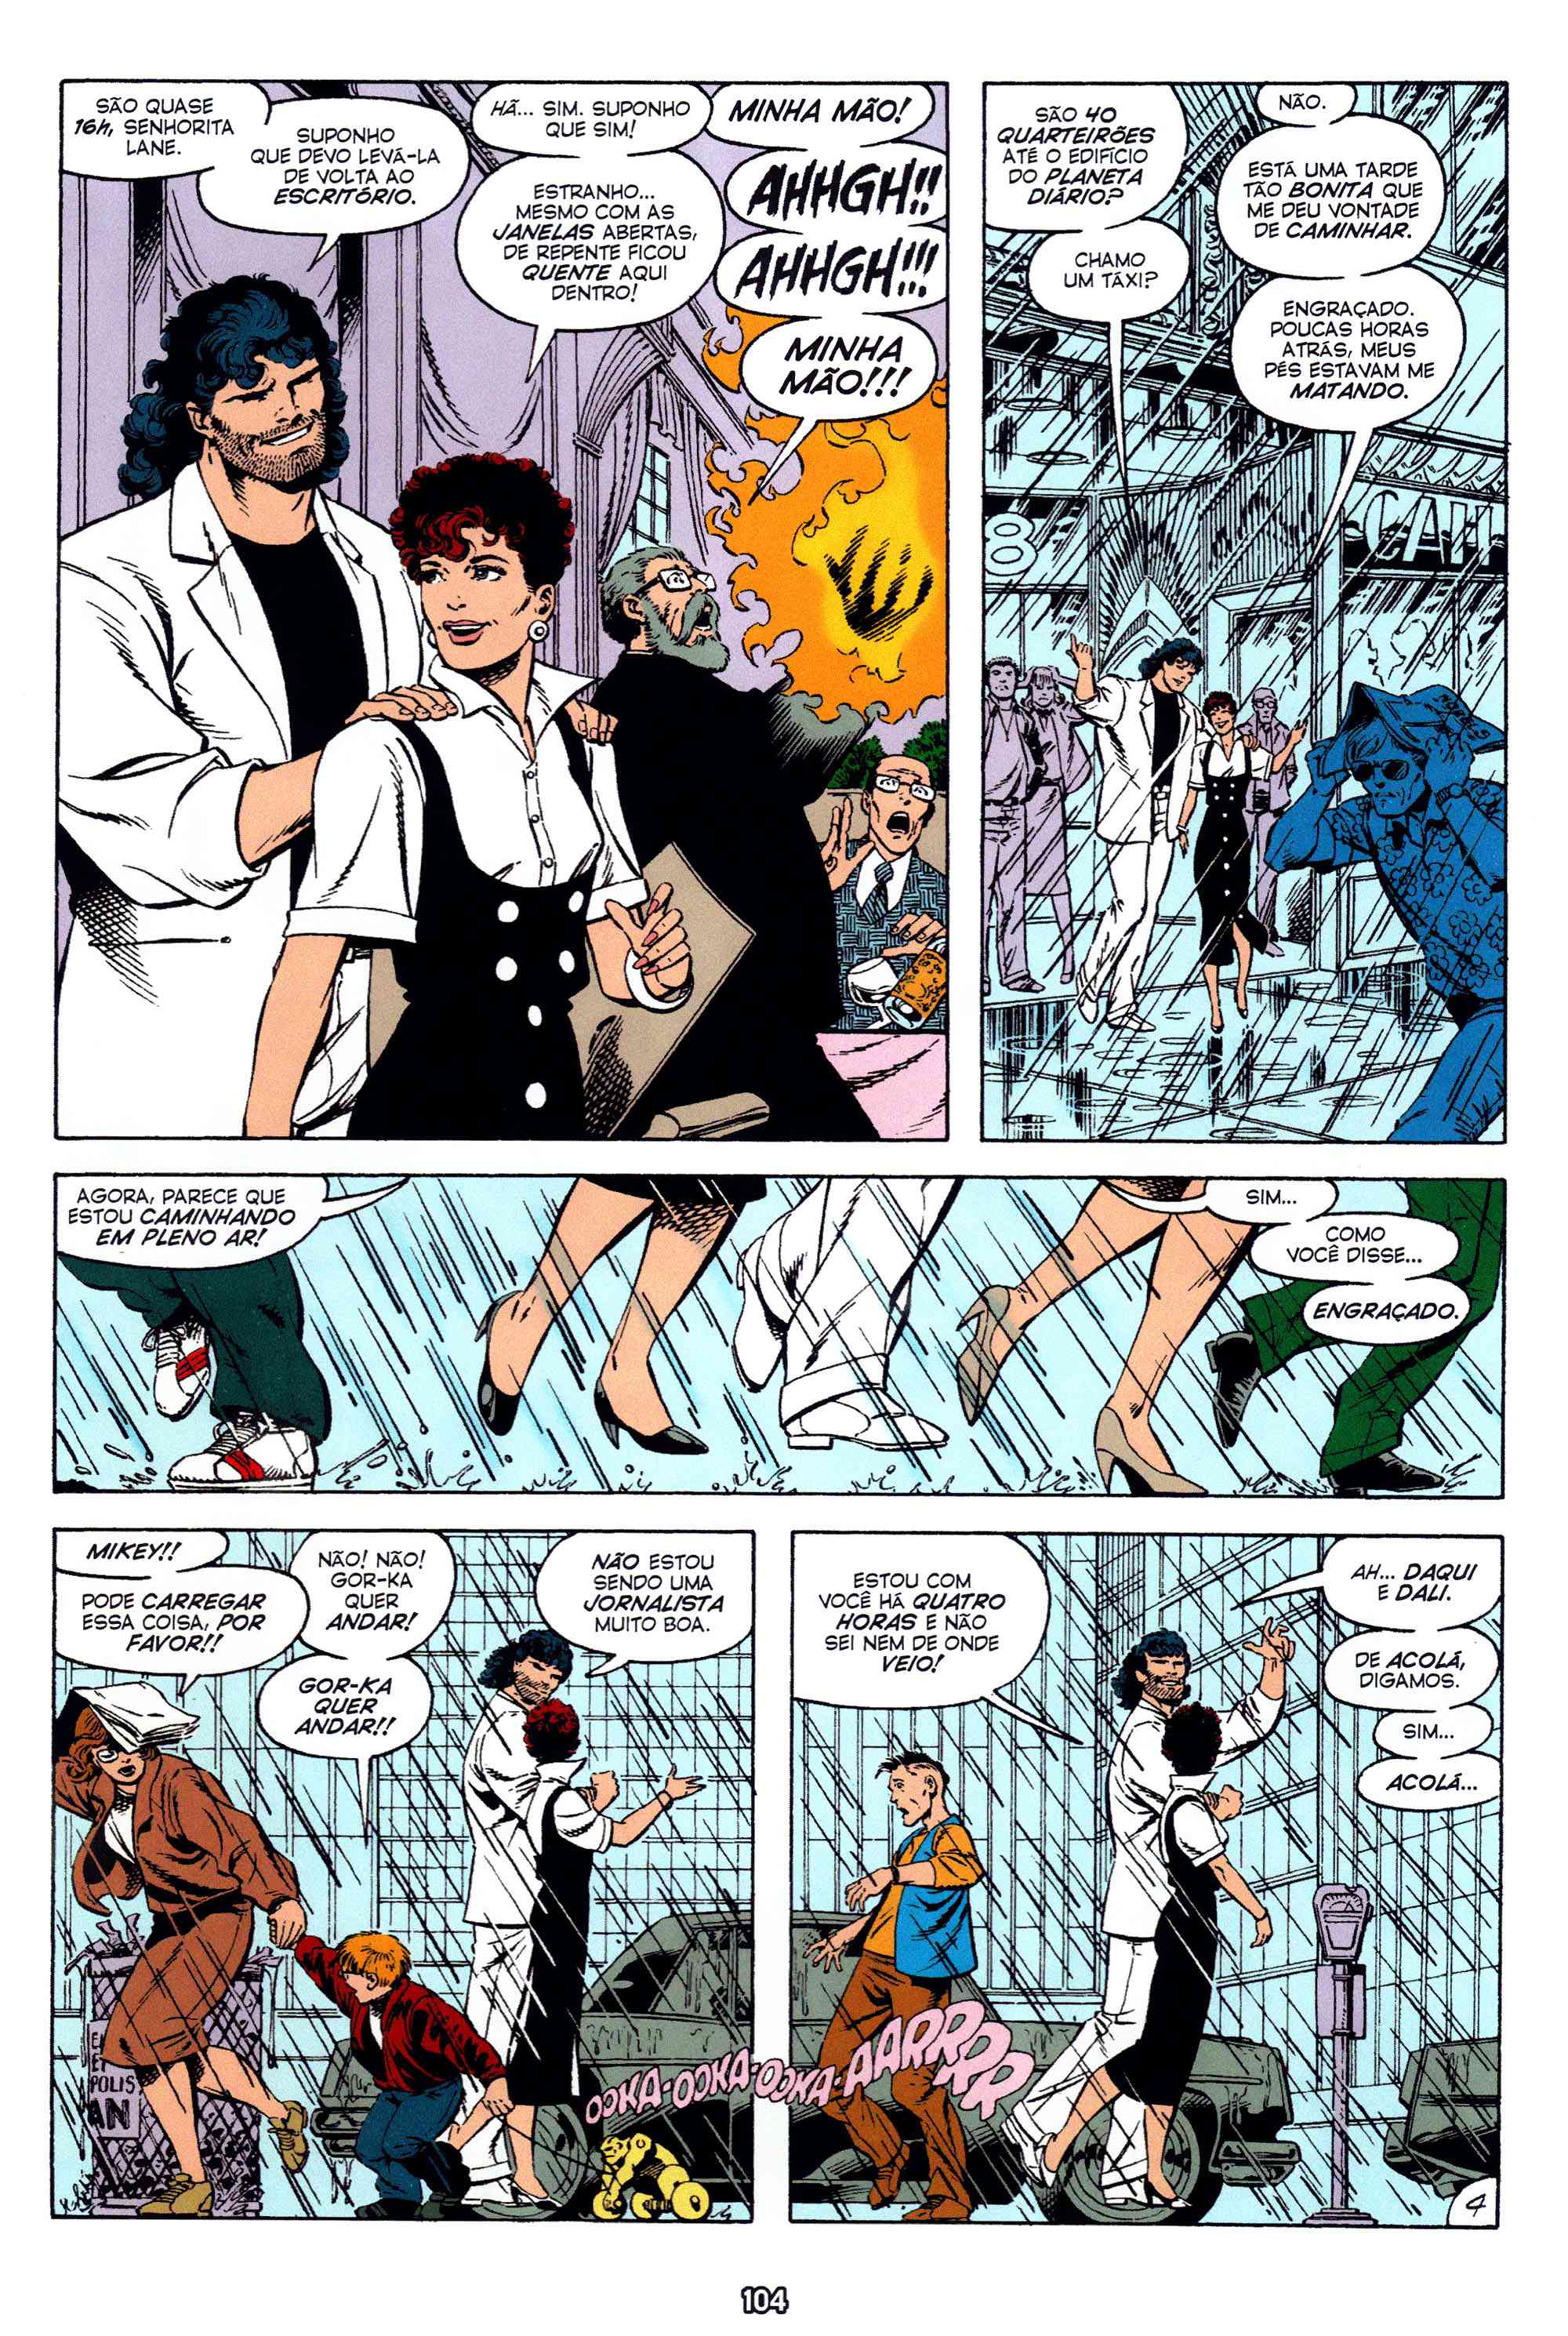 SÃO QUASE
16h, SENHORITA
LANE.
SUPONHO
QUE DEVO LEVÁ-LA
DE VOLTA AO
ESCRITÓRIO.
HÃ... SIM. SUPONHO
QUE SIM!
ESTRANHO...
MESMO COM AS
JANELAS ABERTAS,
DE REPENTE FICOU
QUENTE AQUI
DENTRO!
MINHA MÃO!
AHHGH!!
AHHGH!!!
MINHA
MÃO!!!
SÃO 40
QUARTEIRÕES
ATÉ O EDIFÍCIO
DO PLANETA
DIÁRIO?
CHAMO
UM TÁXI?
NÃO.
ESTÁ UMA TARDE
TÃO BONITA QUE
ME DEU VONTADE
DE CAMINHAR.
ENGRAÇADO.
POUCAS HORAS
ATRÁS, MEUS
PÉS ESTAVAM ME
MATANDO.
8
AGORA, PARECE QUE
ESTOU CAMINHANDO
EM PLENO AR!
SIM...
COMO
VOCÊ DISSE...
ENGRAÇADO.
MIKEY!!
PODE CARREGAR
ESSA COISA, POR
FAVOR!!
NÃO! NÃO!
GOR-KA
QUER
ANDAR!
GOR-KA
QUER
ANDAR!!
NÃO ESTOU
SENDO UMA
JORNALISTA
MUITO BOA.
POLIS
AN
OOKA-OOKA-OOKA-AARRRRR
ESTOU COM
VOCÊ HÁ QUATRO
HORAS E NÃO
SEI NEM DE ONDE
VEIO!
AH... DAQUI
E DALI.
DE ACOLÁ,
DIGAMOS.
SIM...
ACOLÁ...
4
104